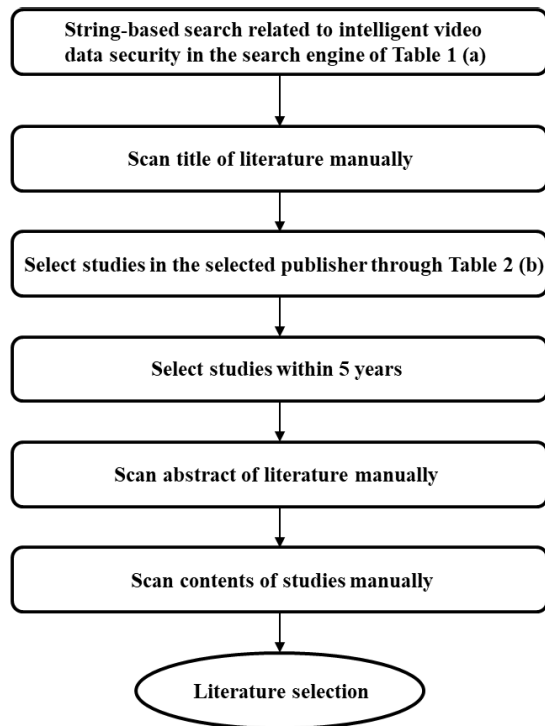 String-based search related to intelligent video
data security in the search engine of Table 1 (a)
Scan title of literature manually
Select studies in the selected publisher through Table 2 (b)
Select studies within 5 years
Scan abstract of literature manually
Scan contents of studies manually
Literature selection